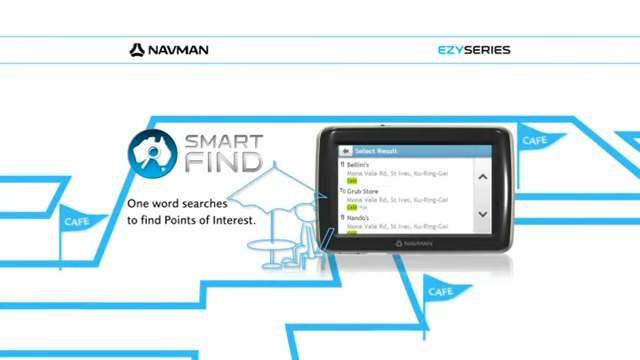 NAVMAN
EZYSERIES
SMART
FIND
One word searches
to find Points of Interest.
CAFE
CAFE
CAFE
Select Result
Bellini's
Mona Vale Rd, St Ives, Ku-Ring-Gai
Café
Grub Store
Mona Vale Rd, St Ives, Ku-Ring-Gai
Nando's
Mona Vale Rd, St Ives, Ku-Ring-Gai
NAVMAN